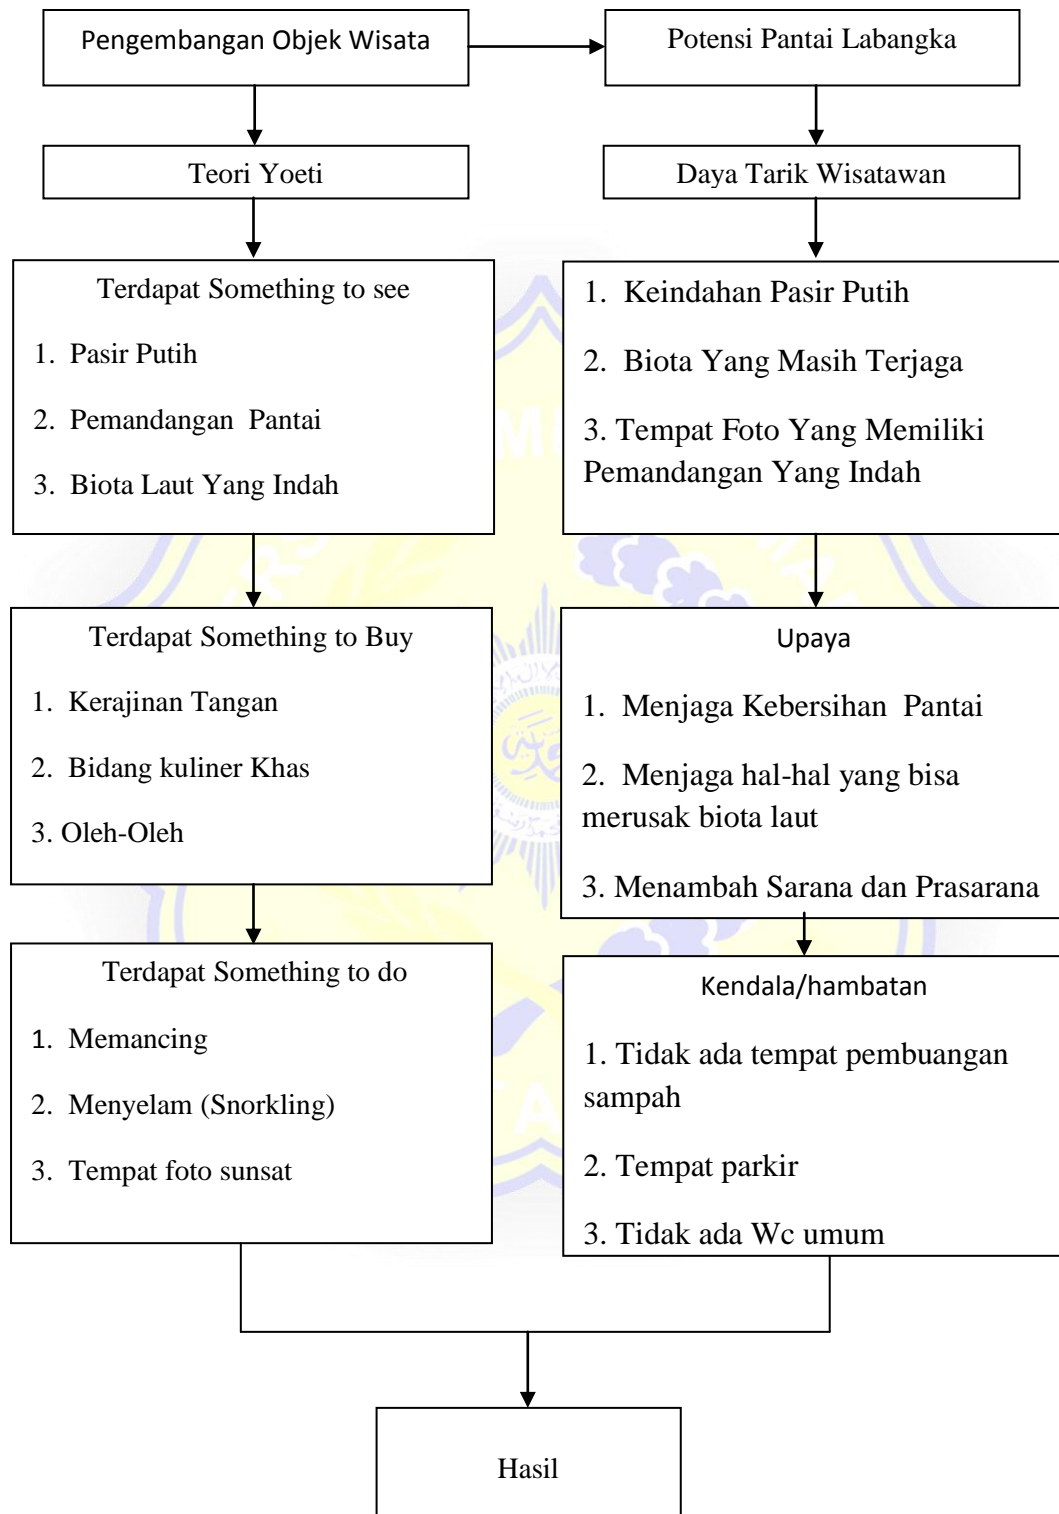 Pengembangan Objek Wisata
Potensi Pantai Labangka
Teori Yoeti
Daya Tarik Wisatawan
Terdapat Something to see
1. Pasir Putih
2. Pemandangan Pantai
3. Biota Laut Yang Indah
1. Keindahan Pasir Putih
2. Biota Yang Masih Terjaga
3. Tempat Foto Yang Memiliki
Pemandangan Yang Indah
Terdapat Something to Buy
1. Kerajinan Tangan
2. Bidang kuliner Khas
3. Oleh-Oleh
Upaya
1. Menjaga Kebersihan Pantai
2. Menjaga hal-hal yang bisa
merusak biota laut
3. Menambah Sarana dan Prasarana
Terdapat Something to do
1. Memancing
2. Menyelam (Snorkling)
3. Tempat foto sunsat
Kendala/hambatan
1. Tidak ada tempat pembuangan
sampah
2. Tempat parkir
3. Tidak ada Wc umum
Hasil